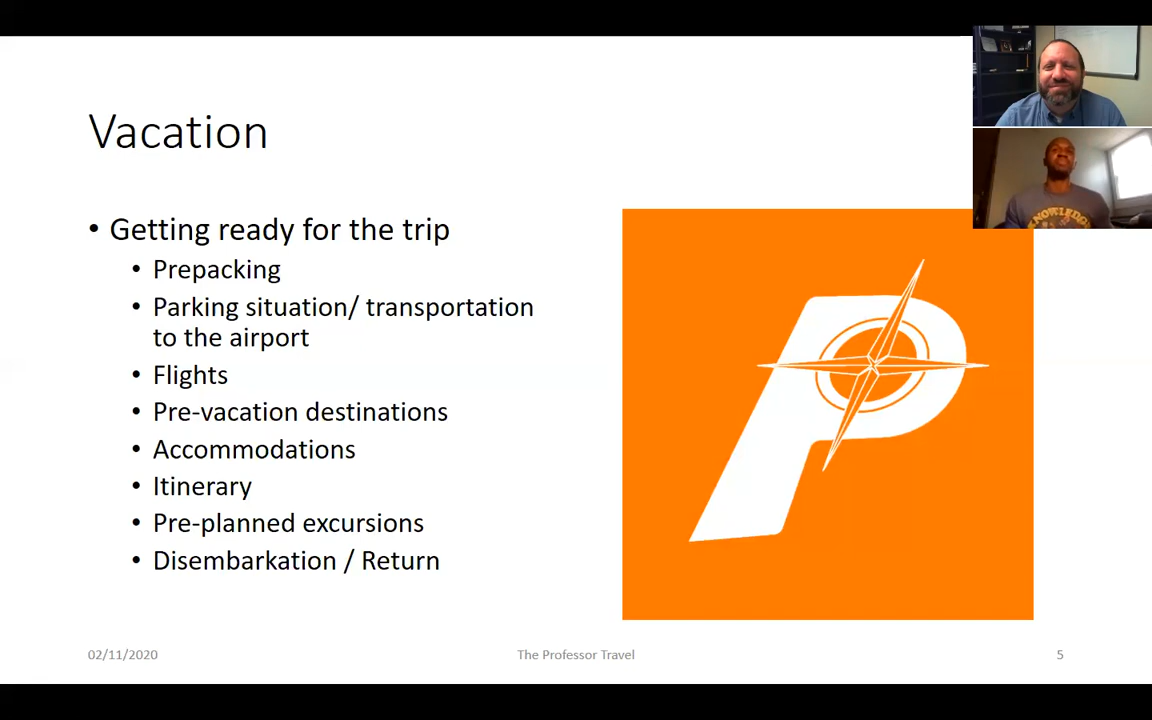 Vacation
• Getting ready for the trip
• Prepacking
• Parking situation/ transportation
to the airport
• Flights
• Pre-vacation destinations
• Accommodations
• Itinerary
• Pre-planned excursions
• Disembarkation / Return
P
KNOWLEDGE
02/11/2020
The Professor Travel
5